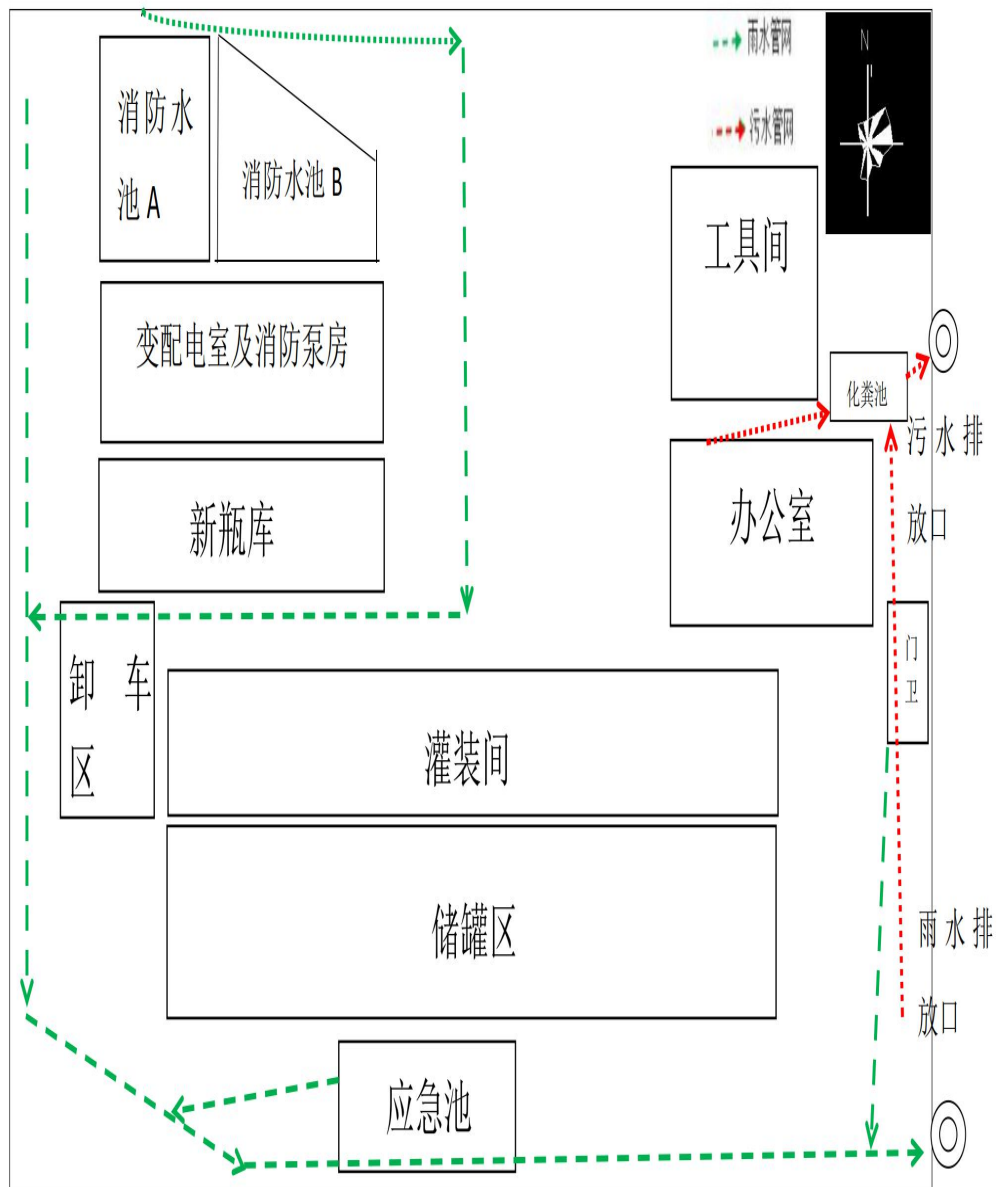 雨水管网
N
消防水
池 A
消防水池 B
污水管网
工具间
变配电室及消防泵房
化粪池
污水排
放口
新瓶库
办公室
卸 车
区
门
卫
灌装间
储罐区
雨水排
放口
应急池